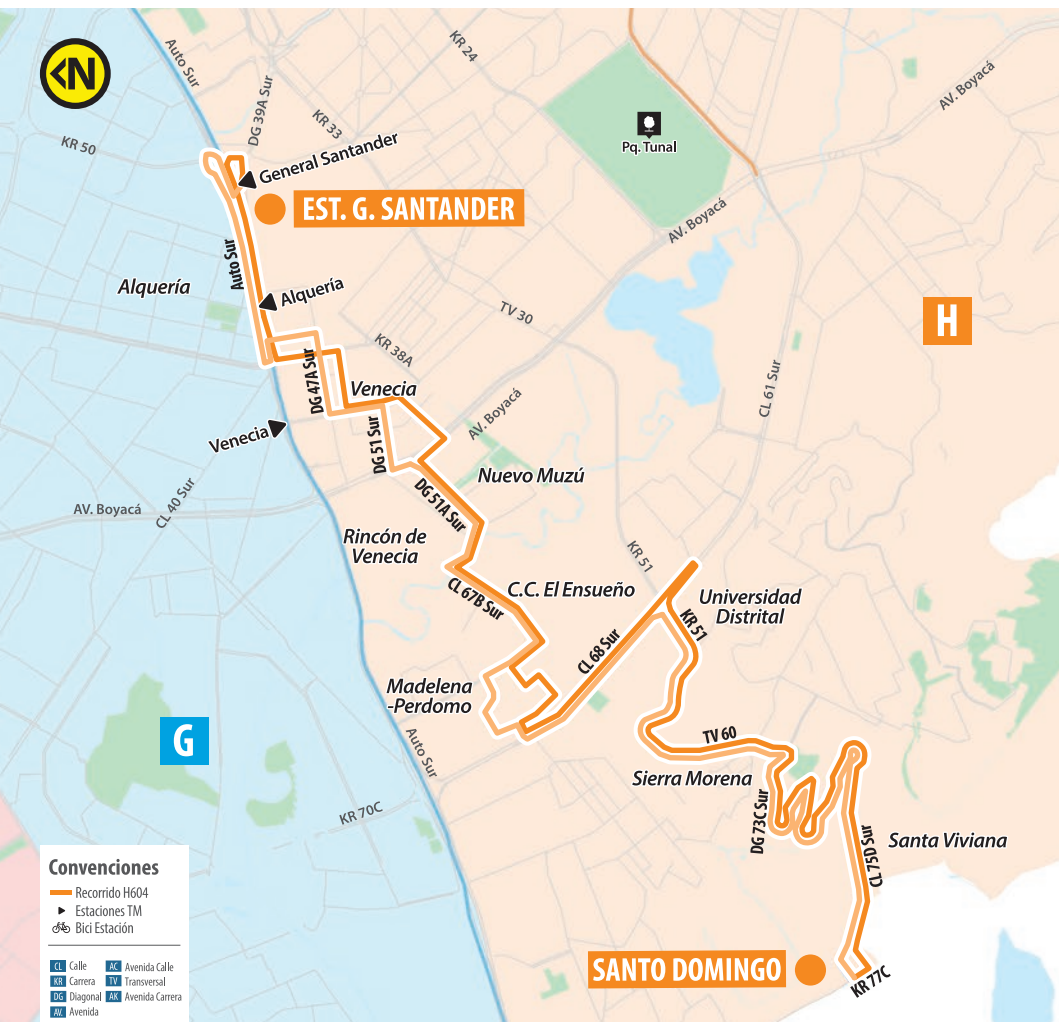 Auto Sur
KR 24
N
AV. Boyacá
DG 39A Sur
KR 33
KR 50
Pq. Tunal
General Santander
EST. G. SANTANDER
AV. Boyacá
Auto Sur
Alquería
Alquería
H
TV 30
KR 38A
CL 61 Sur
DG 47A Sur
Venecia
AV. Boyacá
Venecia
DG 51 Sur
Nuevo Muzú
DG 51A Sur
CL 40 Sur
AV. Boyacá
Rincón de
Venecia
KR 51
CL 67B Sur
C.C. El Ensueño
Universidad
Distrital
KR 51
CL 68 Sur
Madelena
-Perdomo
G
Auto Sur
TV 60
Sierra Morena
KR 70C
DG 73C Sur
CL 75D Sur
Santa Viviana
SANTO DOMINGO
KR 77C
Convenciones
Recorrido H604
Estaciones TM
Bici Estación
CL Calle AC Avenida Calle
KR Carrera TV Transversal
DG Diagonal AK Avenida Carrera
AV. Avenida